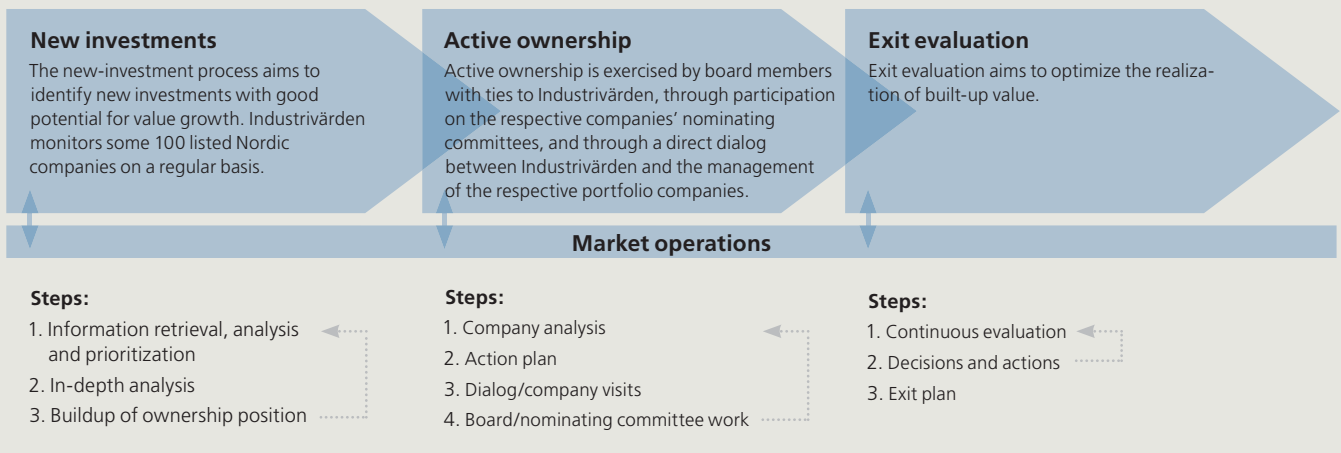 New investments
The new-investment process aims to
identify new investments with good
potential for value growth. Industrivärden
monitors some 100 listed Nordic
companies on a regular basis.
Active ownership
Active ownership is exercised by board members
with ties to Industrivärden, through participation
on the respective companies’ nominating
committees, and through a direct dialog
between Industrivärden and the management
of the respective portfolio companies.
Exit evaluation
Exit evaluation aims to optimize the realiza-
tion of built-up value.
Market operations
Steps:
1. Information retrieval, analysis
and prioritization
2. In-depth analysis
3. Buildup of ownership position
Steps:
1. Company analysis
2. Action plan
3. Dialog/company visits
4. Board/nominating committee work
Steps:
1. Continuous evaluation
2. Decisions and actions
3. Exit plan